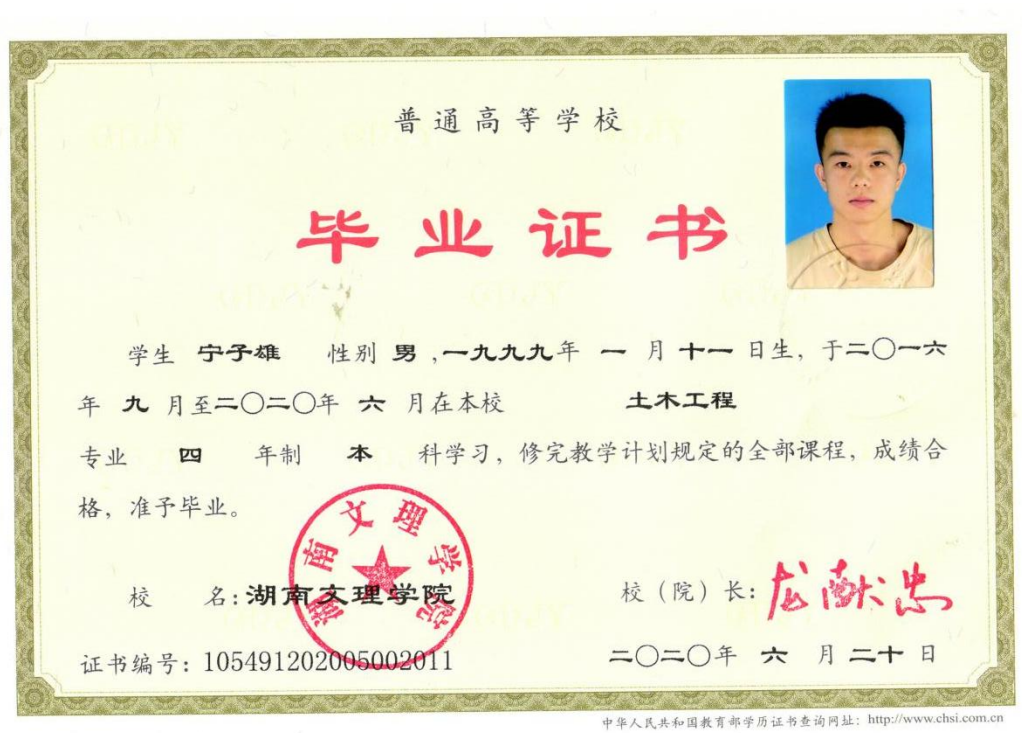 普通高等学校
毕业证书
学生 宁子雄 性别 男 ,一九九九年 一 月 十一 日生, 于二〇一六
年 九 月至二〇二〇年 六 月在本校 土木工程
专业 四 年制 本 科学习, 修完教学计划规定的全部课程, 成绩合
格, 准予毕业。
湖南文理学院
校 名: 湖南文理学院
校(院)长: 龙献忠
证书编号: 105491202005002011
二〇二〇年 六 月 二十 日
中华人民共和国教育部学历证书查询网址: http://www.chsi.com.cn